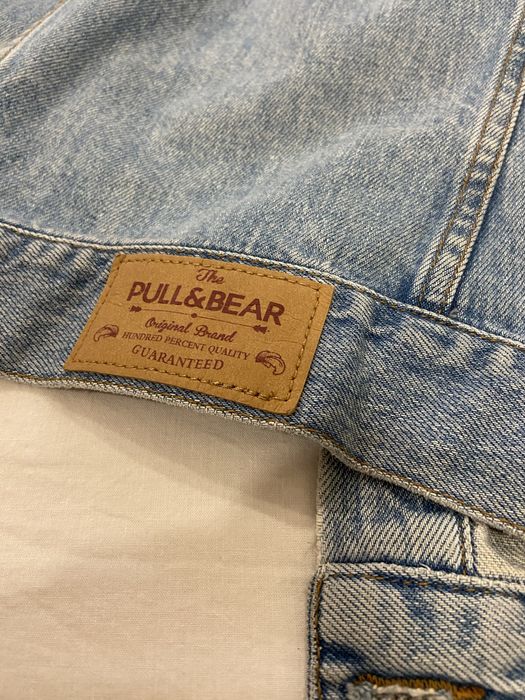 The
PULL&BEAR
Original Brand
HUNDRED PERCENT QUALITY
GUARANTEED